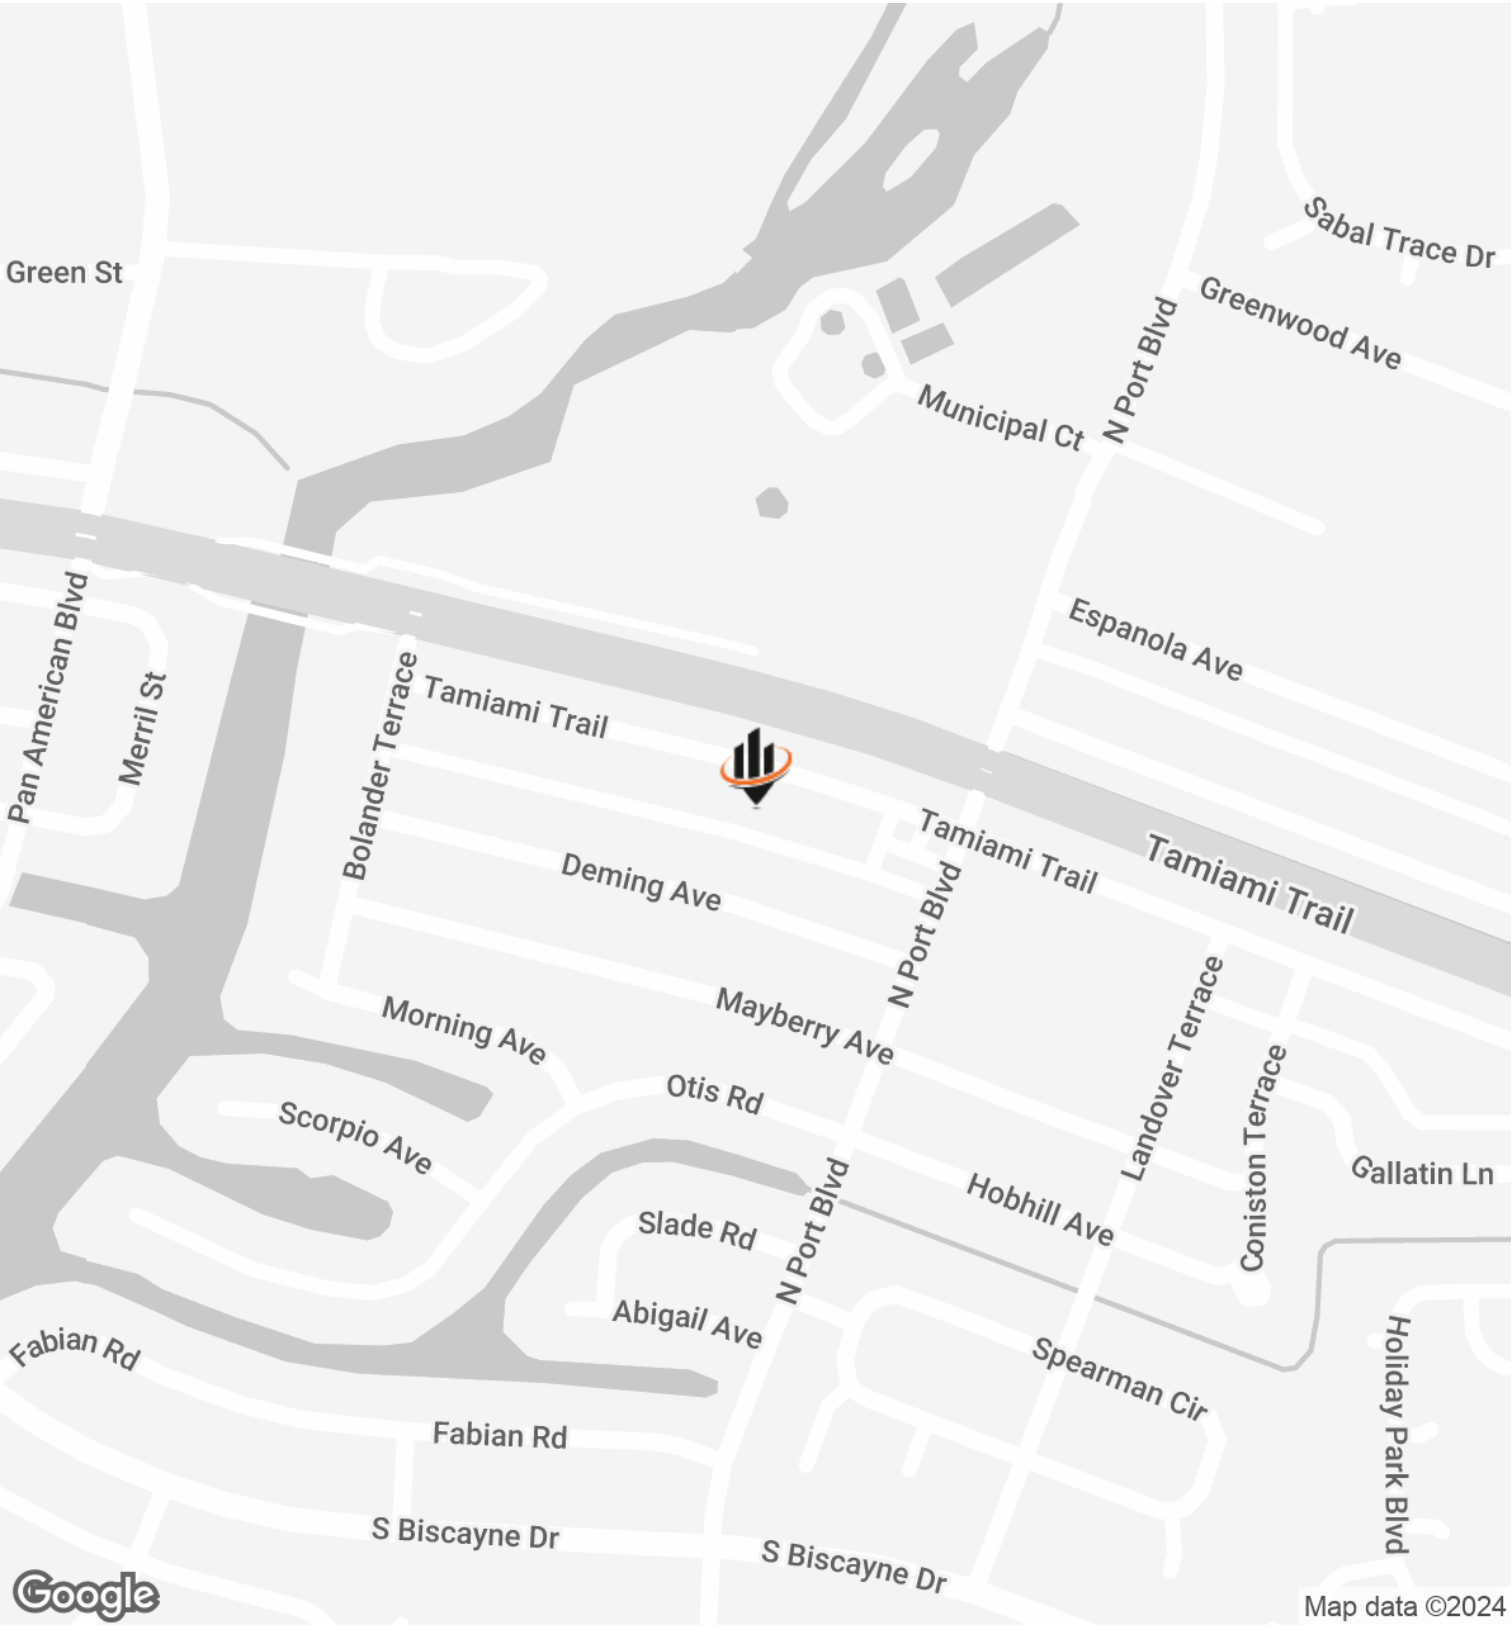 Sabal Trace Dr
Green St
Greenwood Ave
N Port Blvd
Municipal Ct
Pan American Blvd
Merril St
Espanola Ave
Bolander Terrace
Tamiami Trail
Tamiami Trail
Tamiami Trail
Deming Ave
N Port Blvd
Mayberry Ave
Morning Ave
Landover Terrace
Coniston Terrace
Otis Rd
Scorpio Ave
Gallatin Ln
Hobhill Ave
Slade Rd
N Port Blvd
Abigail Ave
Fabian Rd
Spearman Cir
Holiday Park Blvd
Fabian Rd
S Biscayne Dr
S Biscayne Dr
Google
Map data ©2024